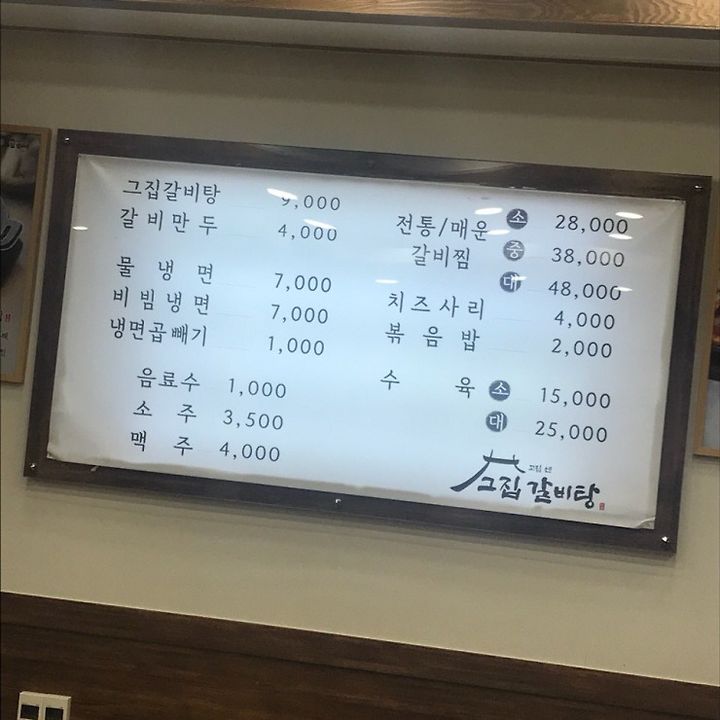 그집갈비탕 9,000
갈비만두 4,000
물 냉 면 7,000
비빔냉면 7,000
냉면곱빼기 1,000
음료수 1,000
소 주 3,500
맥 주 4,000
전통/매운 소 28,000
갈비찜 중 38,000
대 48,000
치즈사리 4,000
볶 음 밥 2,000
수 육 소 15,000
대 25,000
그집갈비탕